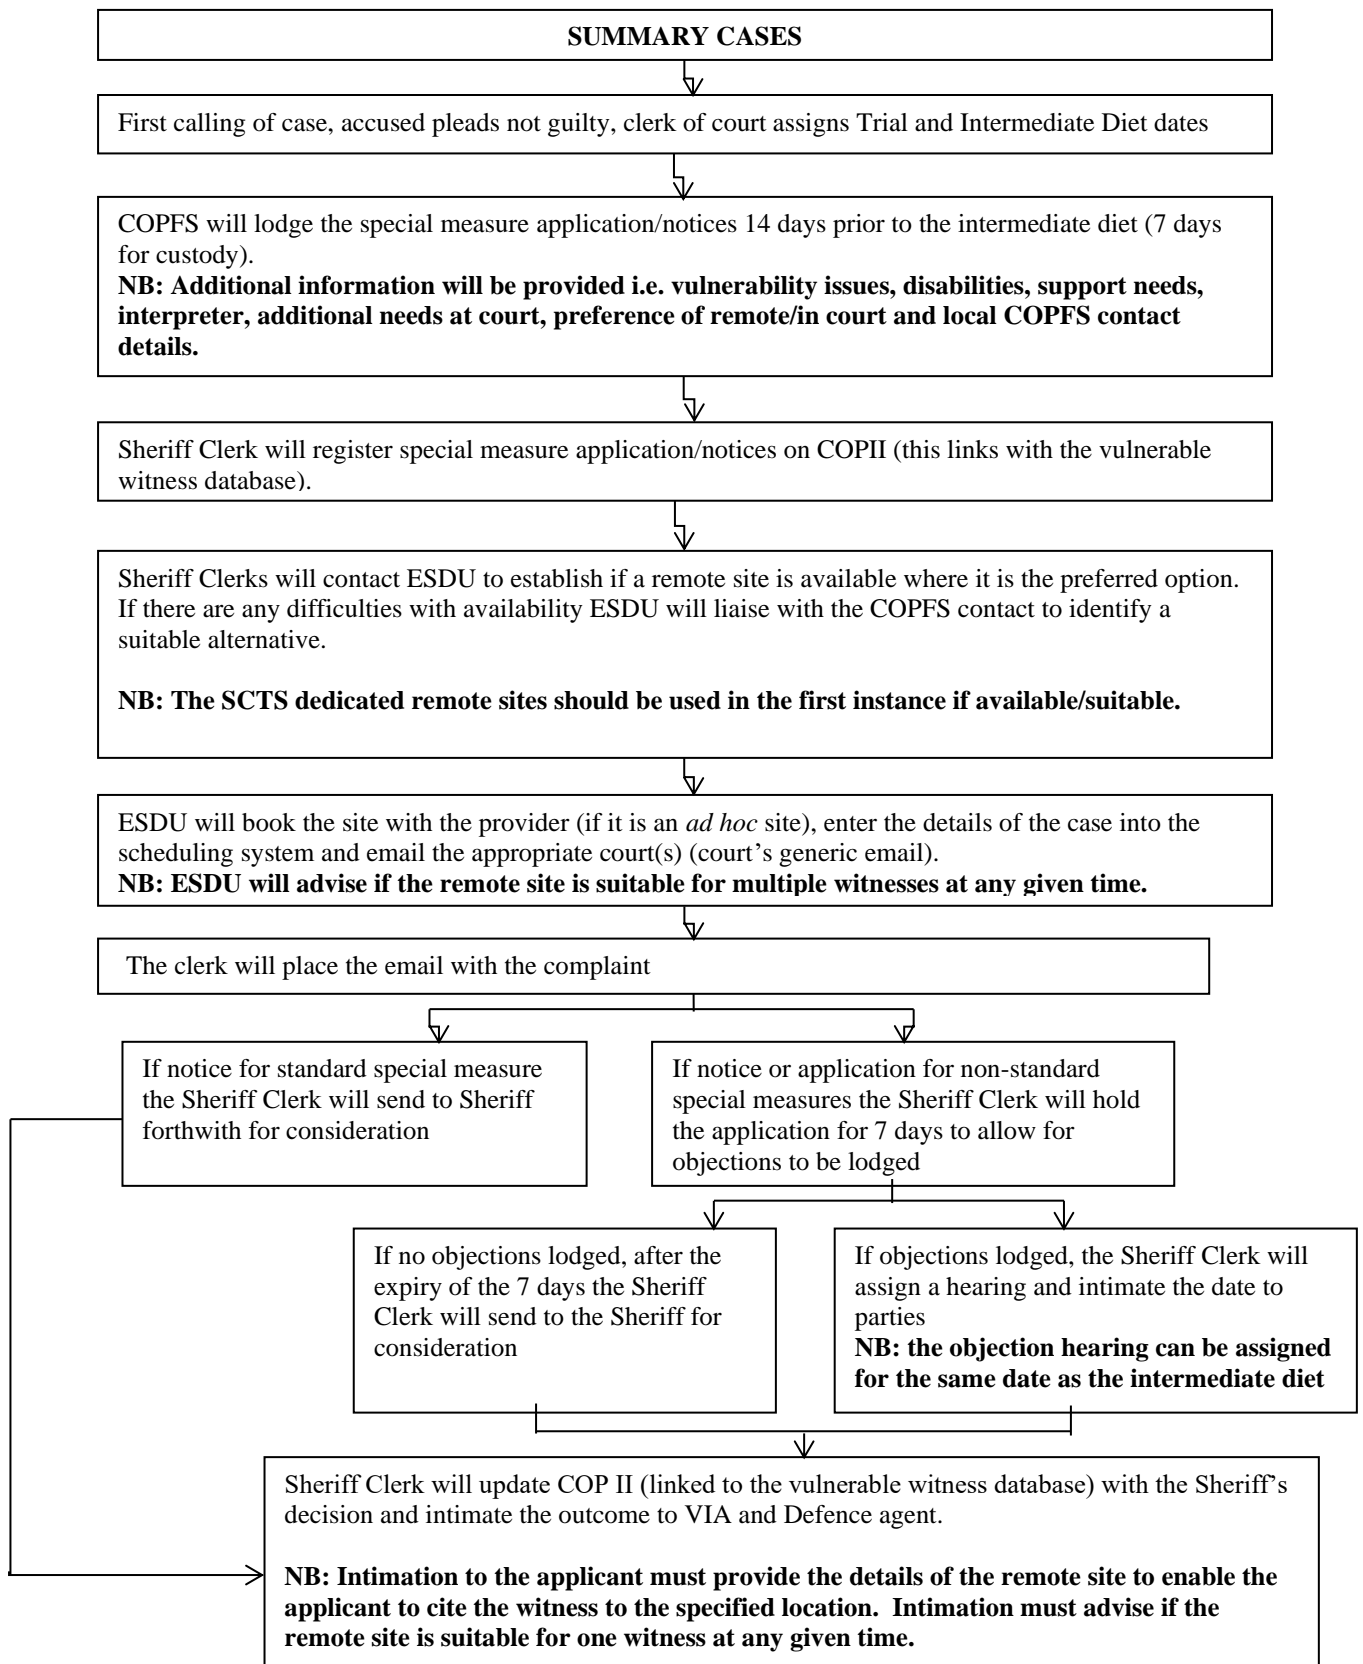 SUMMARY CASES
First calling of case, accused pleads not guilty, clerk of court assigns Trial and Intermediate Diet dates
COPFS will lodge the special measure application/notices 14 days prior to the intermediate diet (7 days
for custody).
NB: Additional information will be provided i.e. vulnerability issues, disabilities, support needs,
interpreter, additional needs at court, preference of remote/in court and local COPFS contact
details.
Sheriff Clerk will register special measure application/notices on COPII (this links with the vulnerable
witness database).
Sheriff Clerks will contact ESDU to establish if a remote site is available where it is the preferred option.
If there are any difficulties with availability ESDU will liaise with the COPFS contact to identify a
suitable alternative.
NB: The SCTS dedicated remote sites should be used in the first instance if available/suitable.
ESDU will book the site with the provider (if it is an ad hoc site), enter the details of the case into the
scheduling system and email the appropriate court(s) (court's generic email).
NB: ESDU will advise if the remote site is suitable for multiple witnesses at any given time.
The clerk will place the email with the complaint
If notice for standard special measure
the Sheriff Clerk will send to Sheriff
forthwith for consideration
If notice or application for non-standard
special measures the Sheriff Clerk will hold
the application for 7 days to allow for
objections to be lodged
If no objections lodged, after the
expiry of the 7 days the Sheriff
Clerk will send to the Sheriff for
consideration
If objections lodged, the Sheriff Clerk will
assign a hearing and intimate the date to
parties
NB: the objection hearing can be assigned
for the same date as the intermediate diet
Sheriff Clerk will update COP II (linked to the vulnerable witness database) with the Sheriff's
decision and intimate the outcome to VIA and Defence agent.
NB: Intimation to the applicant must provide the details of the remote site to enable the
applicant to cite the witness to the specified location.  Intimation must advise if the
remote site is suitable for one witness at any given time.